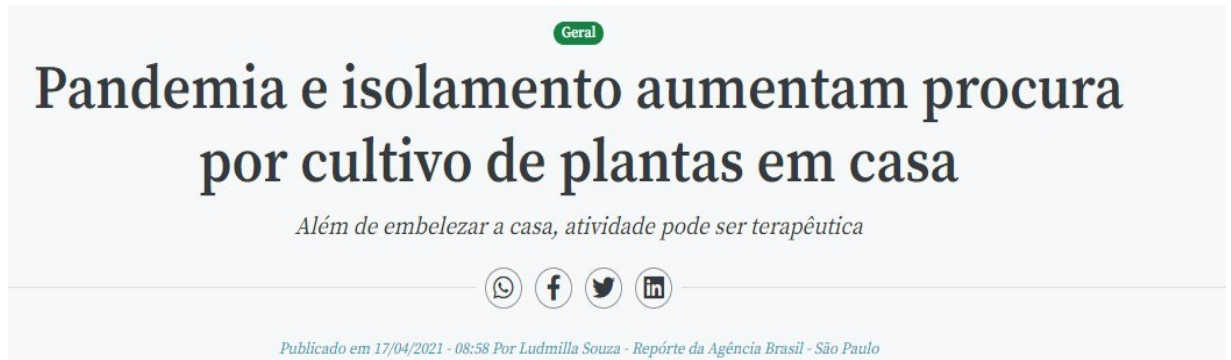 Geral
Pandemia e isolamento aumentam procura
por cultivo de plantas em casa
Além de embelezar a casa, atividade pode ser terapêutica
Publicado em 17/04/2021 - 08:58 Por Ludmilla Souza - Repórte da Agência Brasil - São Paulo